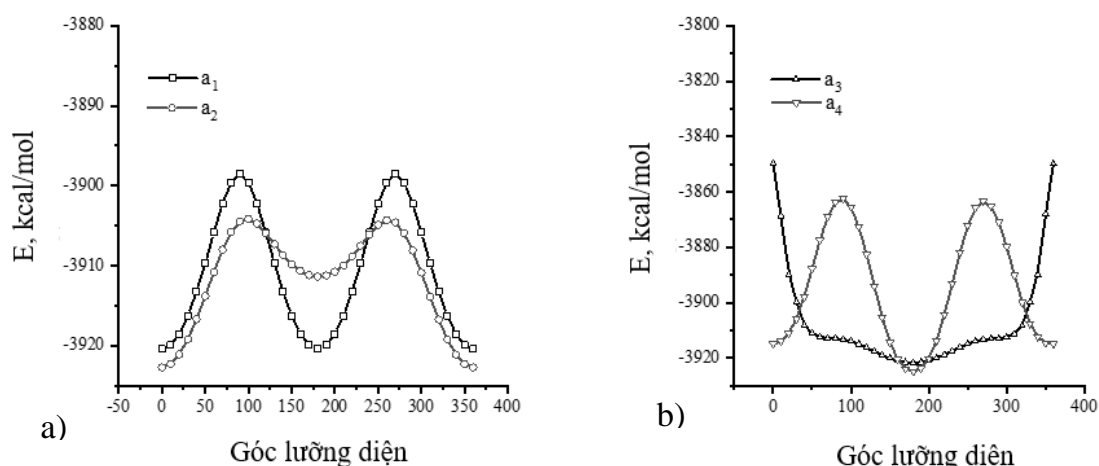 -3880
-3890
-3900
-3910
-3920
E, kcal/mol
a1
a2
-50 0 50 100 150 200 250 300 350 400
a)
Góc lưỡng diện
-3800
-3820
-3840
-3860
-3880
-3900
-3920
E, kcal/mol
a3
a4
0 100 200 300 400
b)
Góc lưỡng diện